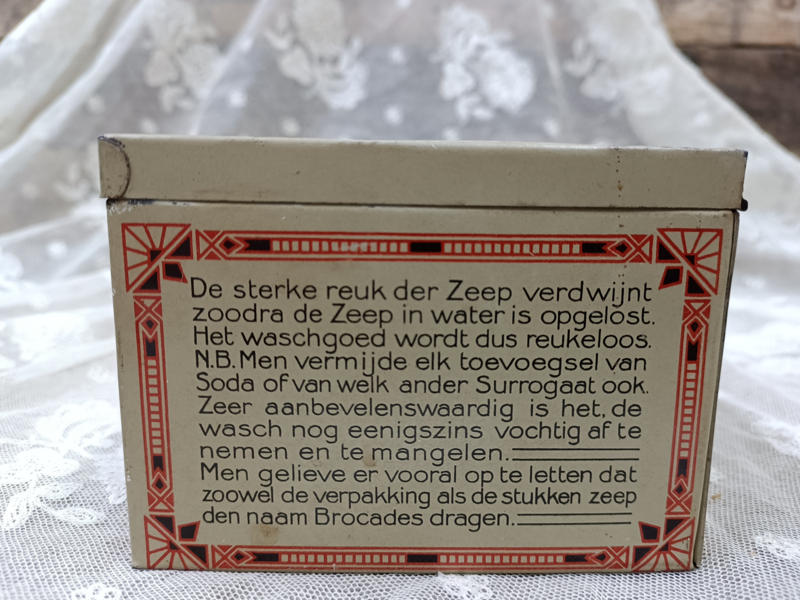 De sterke reuk der Zeep verdwijnt
zoodra de Zeep in water is opgelost.
Het waschgoed wordt dus reukeloos.
N.B. Men vermijde elk toevoegsel van
Soda of van welk ander Surrogaat ook.
Zeer aanbevelenswaardig is het, de
wasch nog eenigszins vochtig af te
nemen en te mangelen.
Men gelieve er vooral op te letten dat
zoowel de verpakking als de stukken zeep
den naam Brocades dragen.